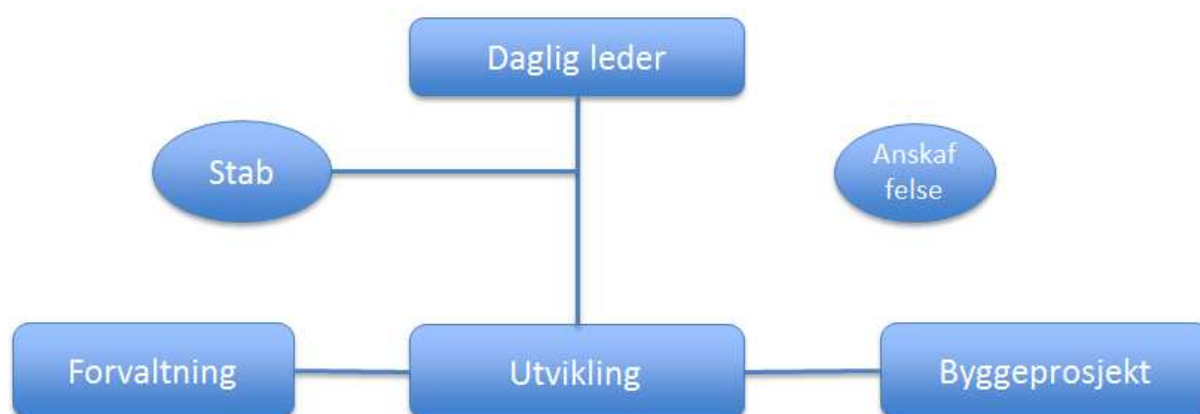 Daglig leder
Stab
Anskaf
felse
Forvaltning
Utvikling
Byggeprosjekt